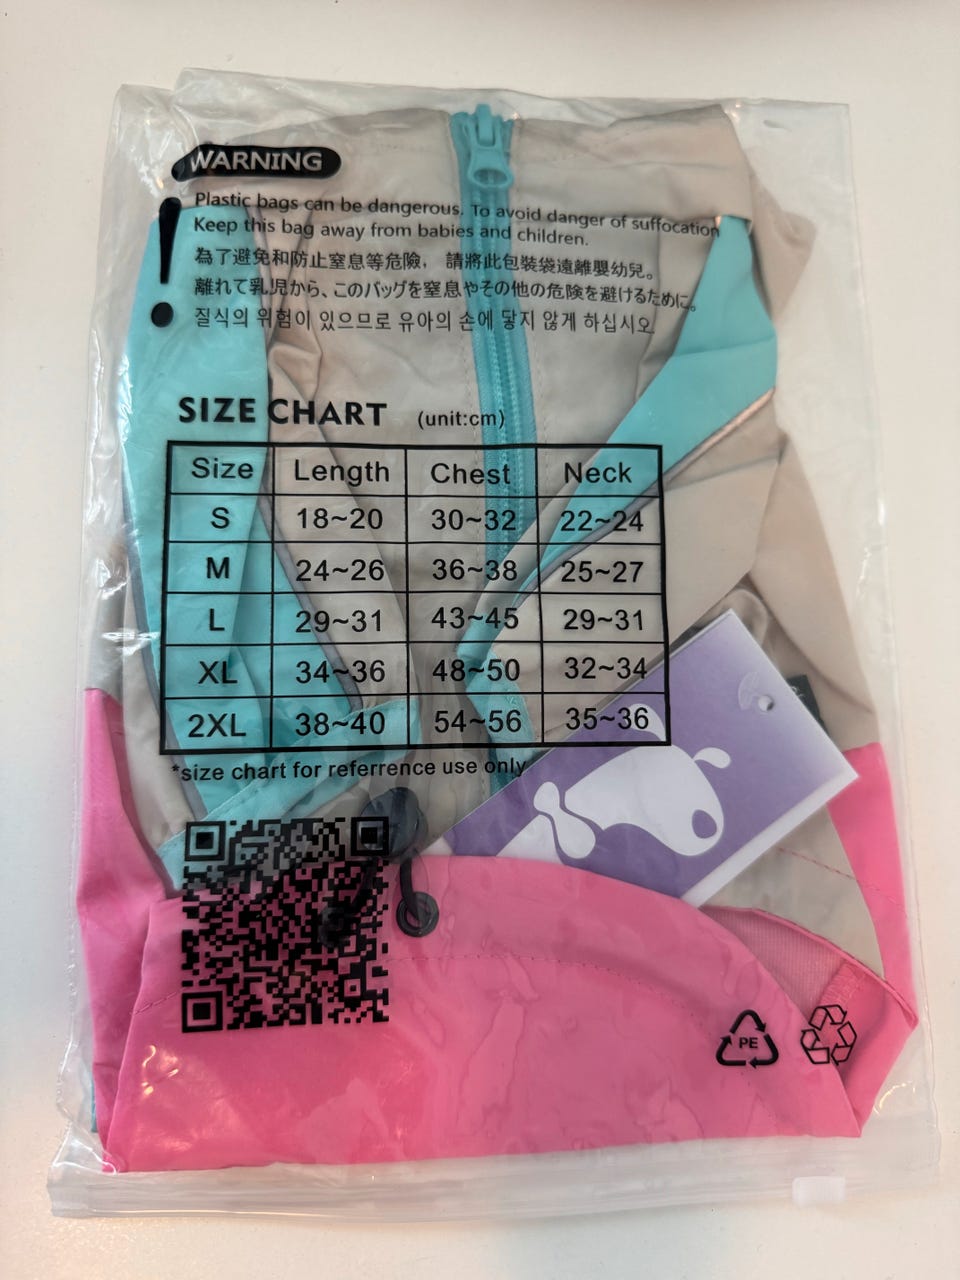 WARNING
Plastic bags can be dangerous. To avoid danger of suffocation
Keep this bag away from babies and children.
為了避免和防止窒息等危險， 請將此包裝袋遠離嬰幼兒。
離れて乳児から、このバッグを窒息やその他の危険を避けるために。
질식의 위험이 있으므로 유아의 손에 닿지 않게 하십시오.
SIZE CHART (unit:cm)
Size Length Chest Neck
S 18~20 30~32 22~24
M 24~26 36~38 25~27
L 29~31 43~45 29~31
XL 34~36 48~50 32~34
2XL 38~40 54~56 35~36
*size chart for referrence use only
PE